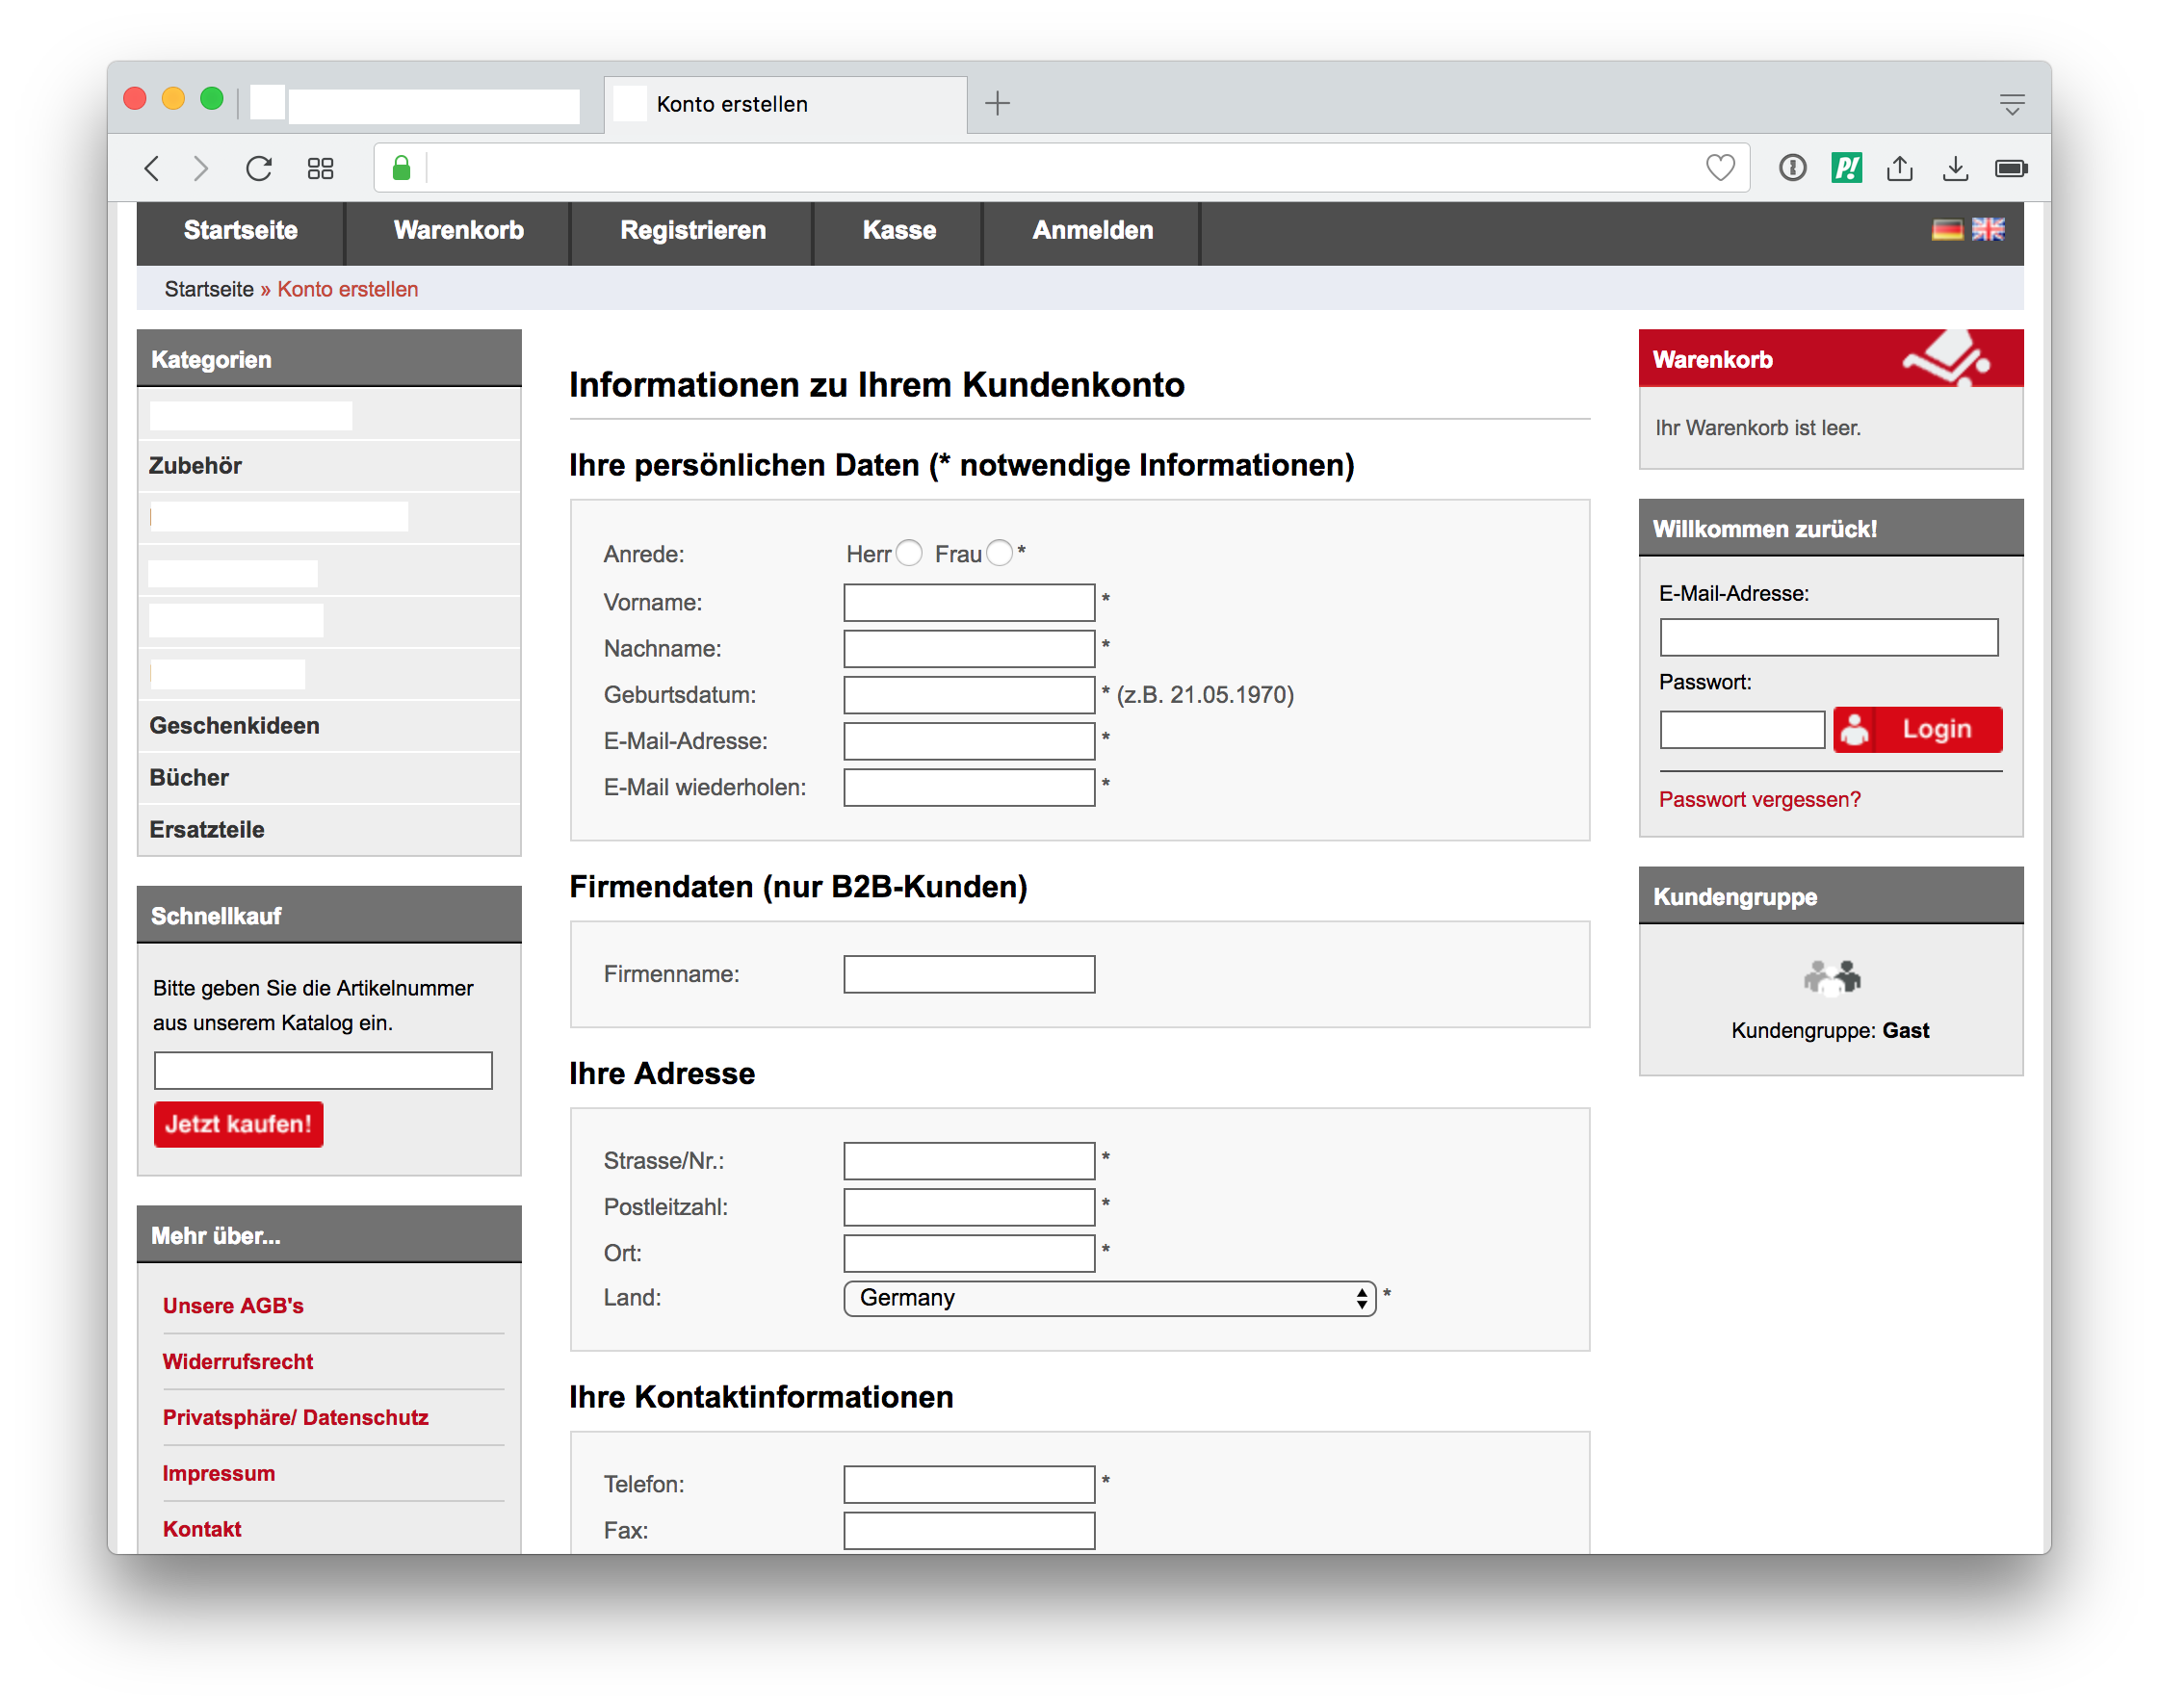 Konto erstellen
P!
Startseite Warenkorb Registrieren Kasse Anmelden
Startseite » Konto erstellen
Kategorien
Zubehör
Geschenkideen
Bücher
Ersatzteile
Schnellkauf
Bitte geben Sie die Artikelnummer
aus unserem Katalog ein.
Jetzt kaufen!
Mehr über...
Unsere AGB's
Widerrufsrecht
Privatsphäre/ Datenschutz
Impressum
Kontakt
Informationen zu Ihrem Kundenkonto
Ihre persönlichen Daten (* notwendige Informationen)
Anrede: Herr Frau *
Vorname: *
Nachname: *
Geburtsdatum: * (z.B. 21.05.1970)
E-Mail-Adresse: *
E-Mail wiederholen: *
Firmendaten (nur B2B-Kunden)
Firmenname:
Ihre Adresse
Strasse/Nr.: *
Postleitzahl: *
Ort: *
Land: Germany *
Ihre Kontaktinformationen
Telefon: *
Fax:
Warenkorb
Ihr Warenkorb ist leer.
Willkommen zurück!
E-Mail-Adresse:
Passwort:
Login
Passwort vergessen?
Kundengruppe
Kundengruppe: Gast